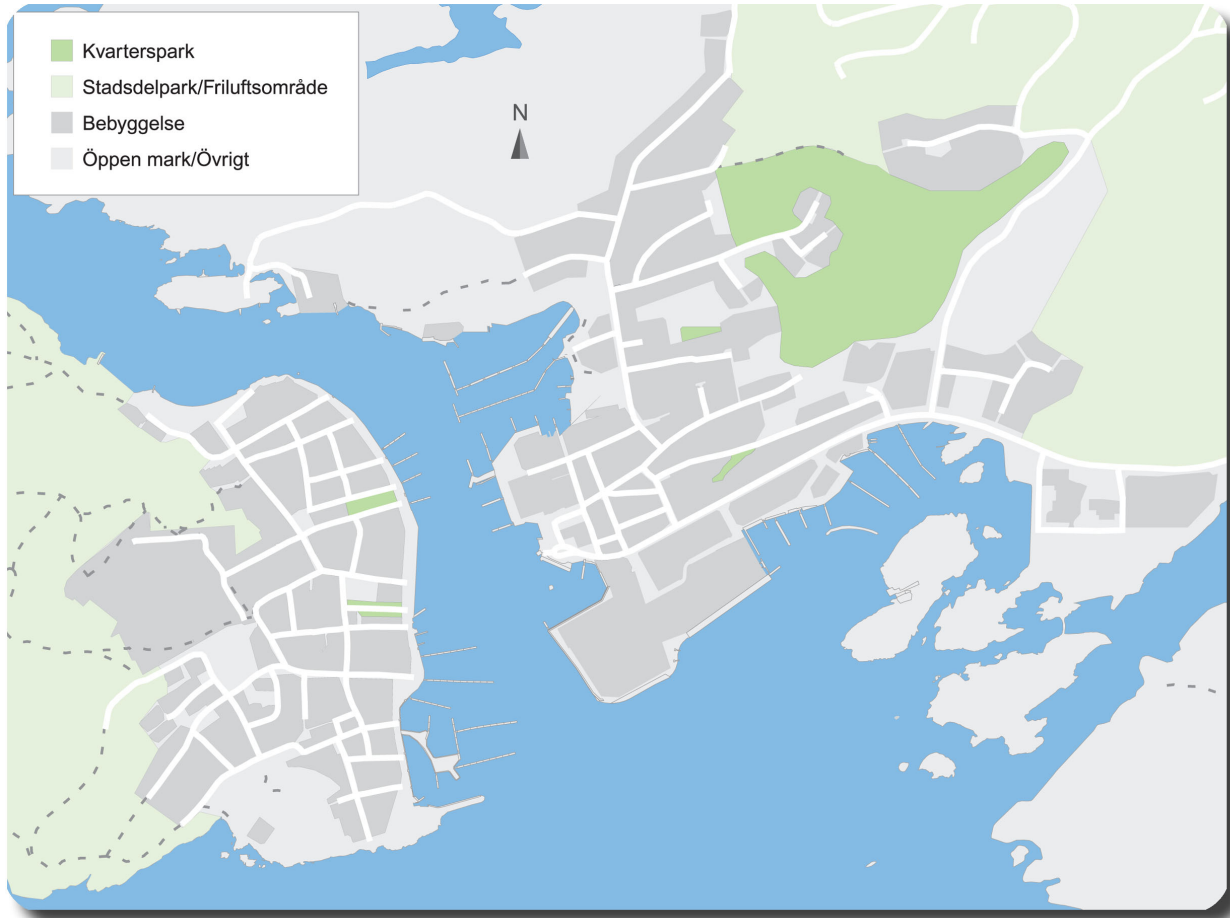 Kvarterspark
Stadsdelpark/Friluftsområde
Bebyggelse
Öppen mark/Övrigt
N